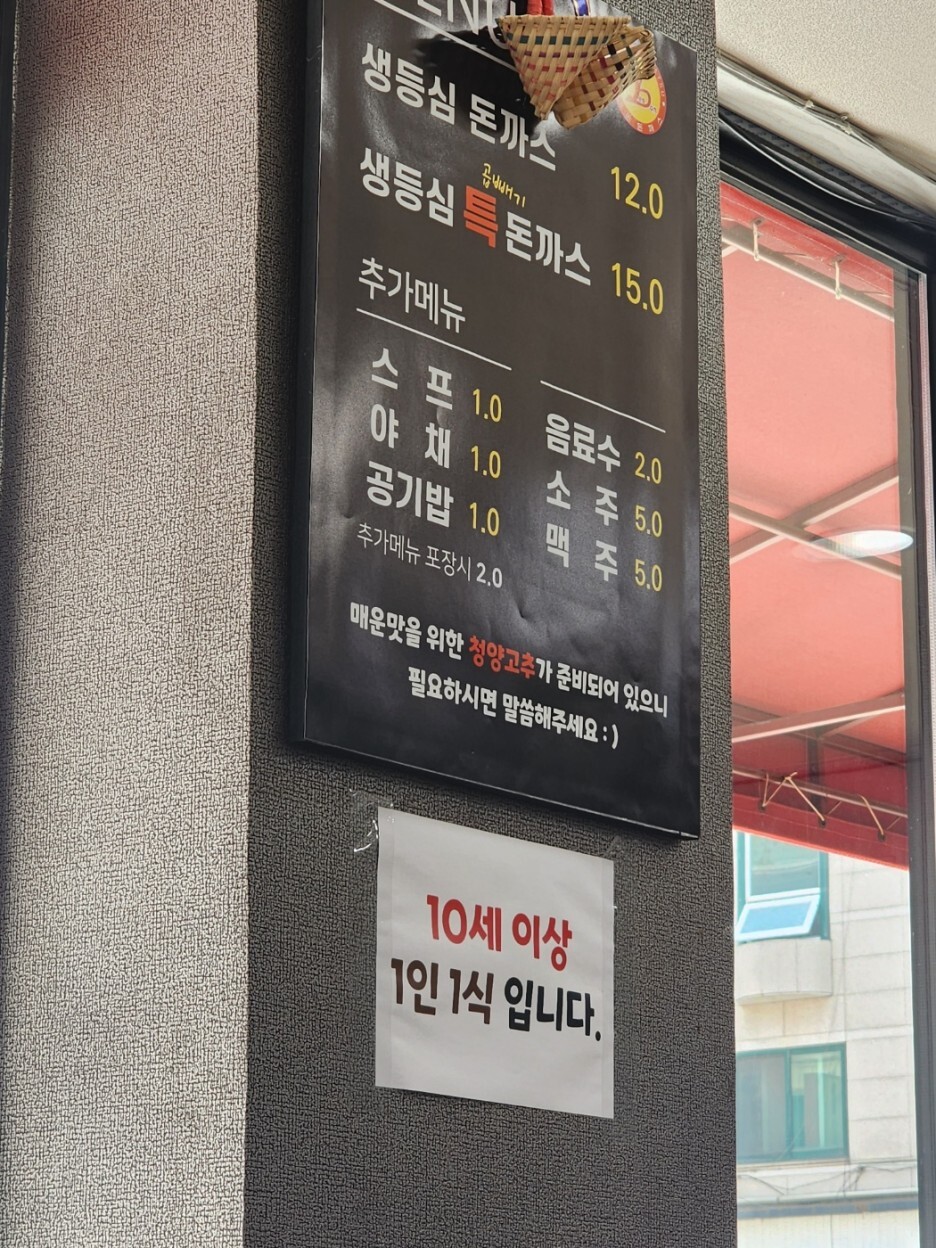 생등심 돈까스 12.0
곱빼기
생등심 특 돈까스 15.0
추가메뉴
스 프 1.0
야 채 1.0
공기밥 1.0
추가메뉴 포장시 2.0
음료수 2.0
소 주 5.0
맥 주 5.0
매운맛을 위한 청양고추가 준비되어 있으니
필요하시면 말씀해주세요 : )
10세 이상
1인 1식 입니다.